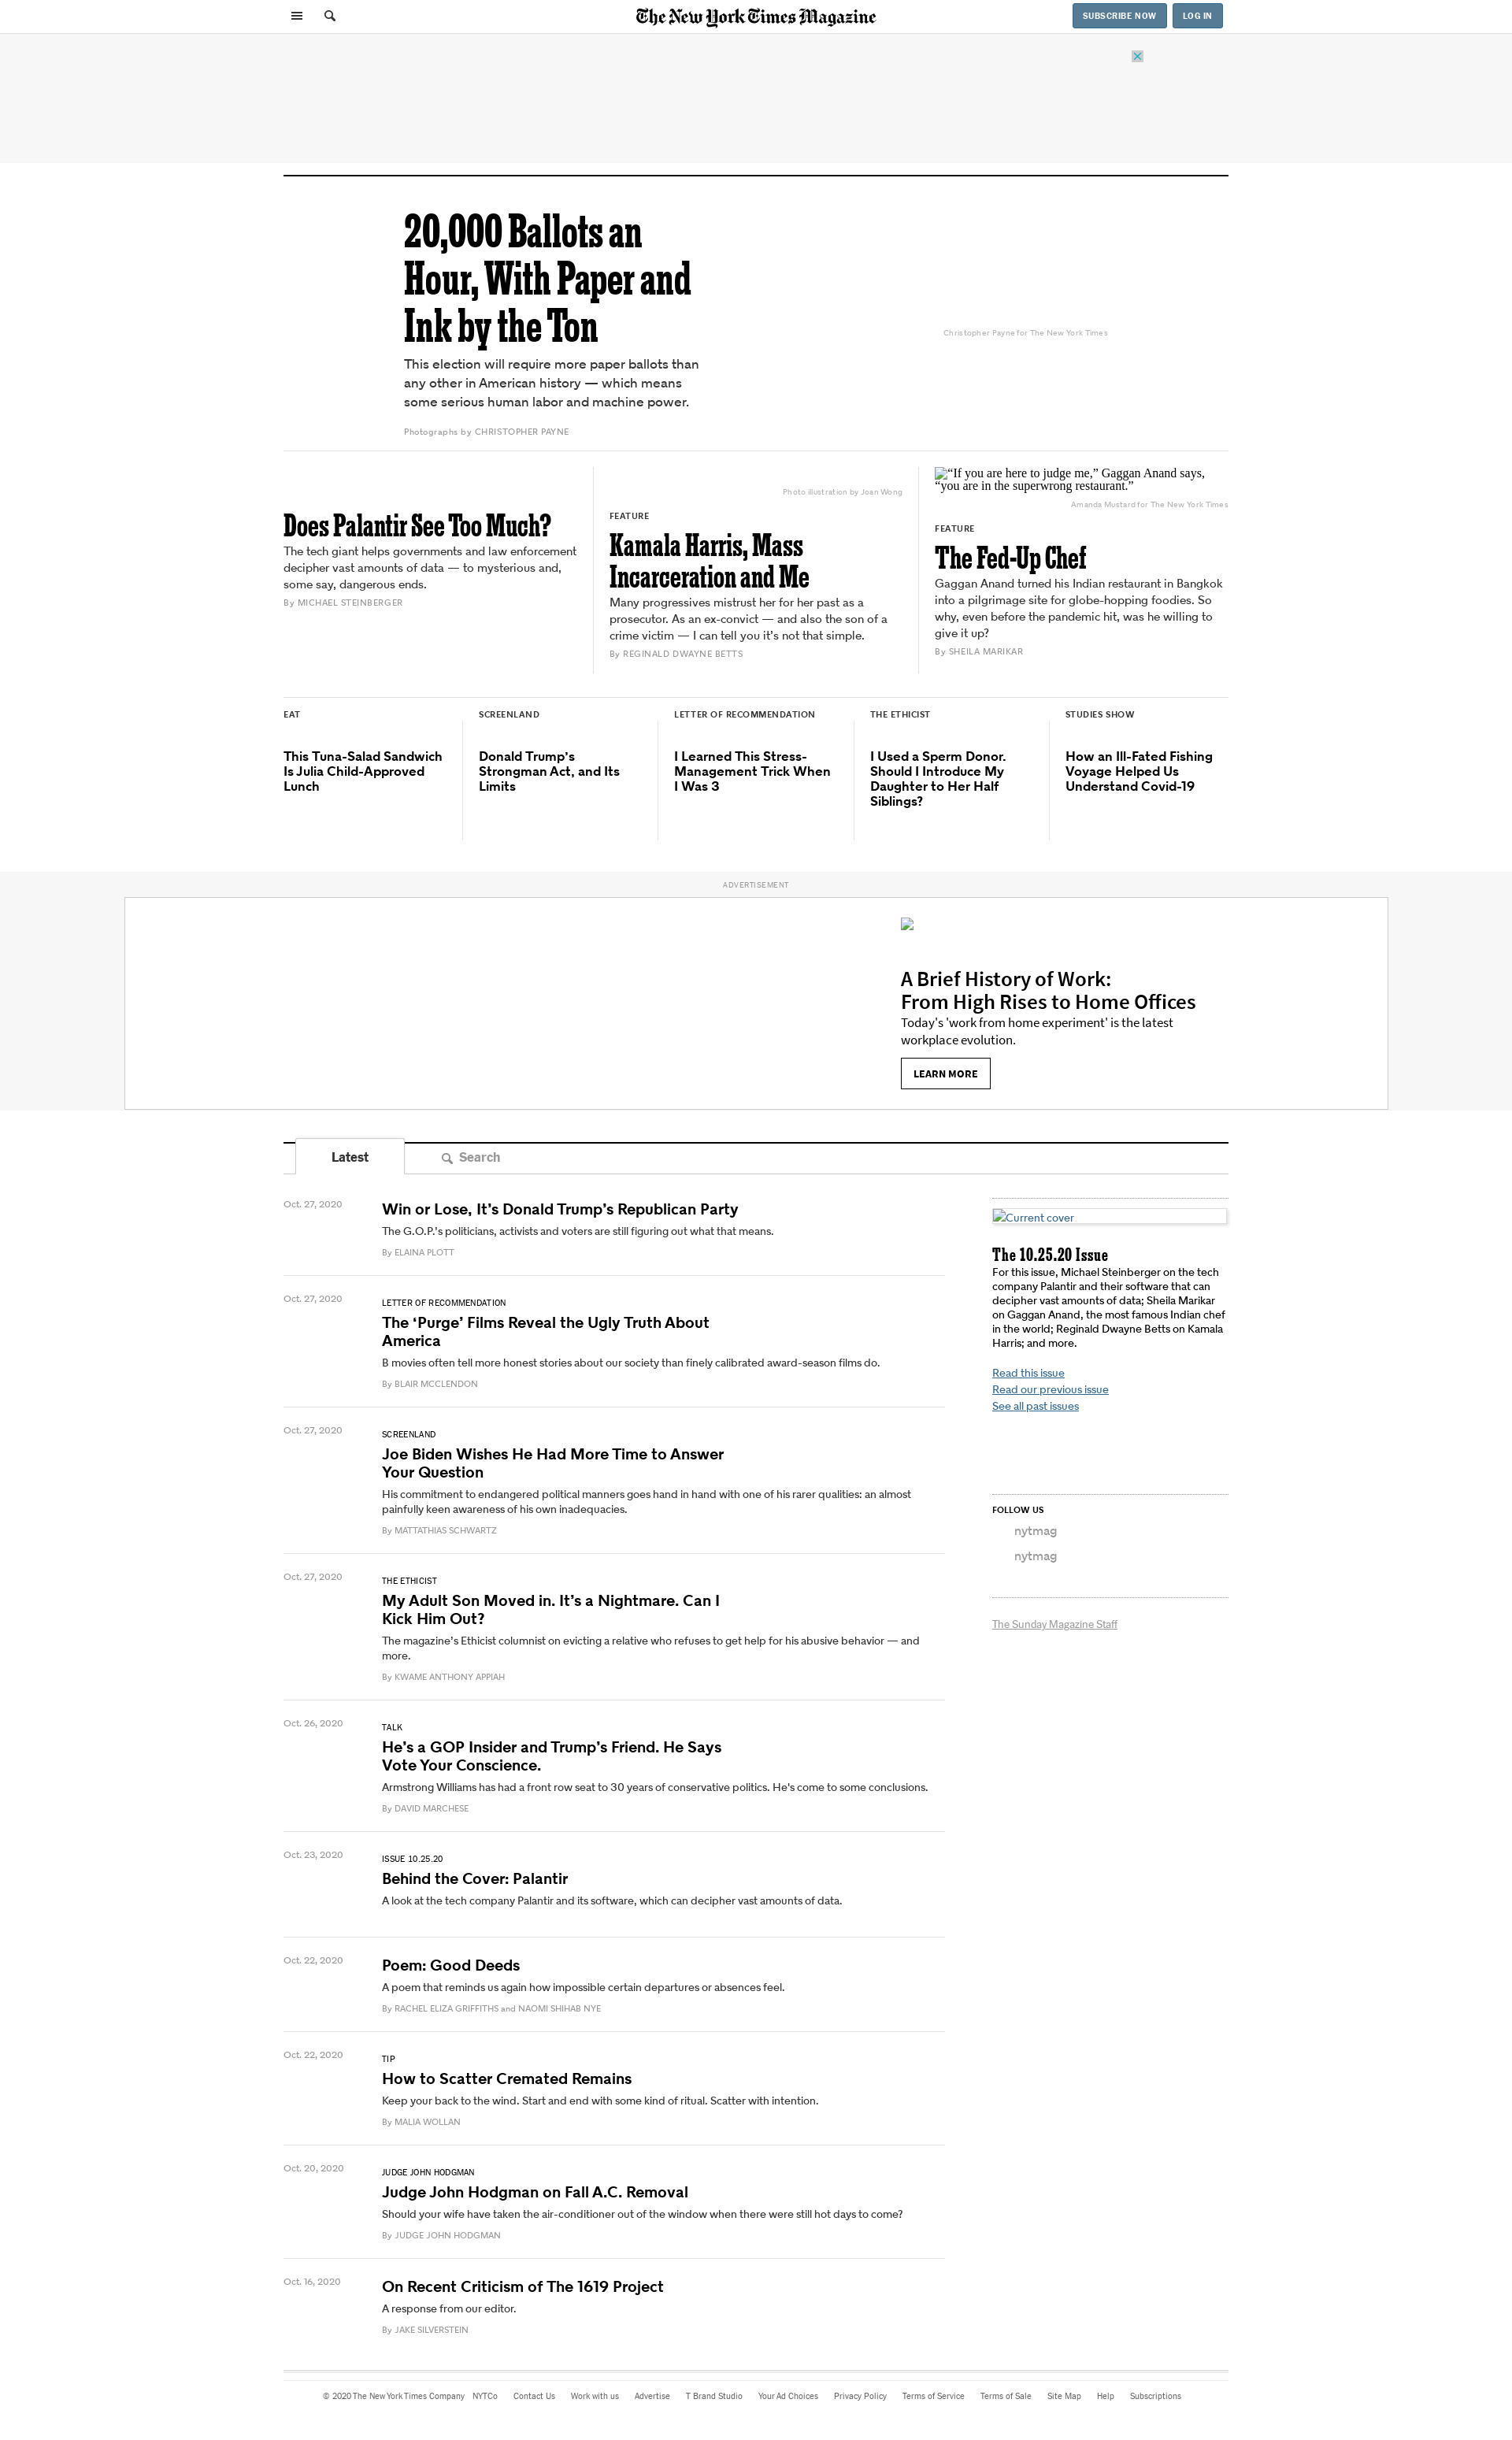 The New York Times Magazine
SUBSCRIBE NOW
LOG IN
20,000 Ballots an
Hour, With Paper and
Ink by the Ton
This election will require more paper ballots than
any other in American history — which means
some serious human labor and machine power.
Photographs by CHRISTOPHER PAYNE
Christopher Payne for The New York Times
Does Palantir See Too Much?
The tech giant helps governments and law enforcement
decipher vast amounts of data — to mysterious and,
some say, dangerous ends.
By MICHAEL STEINBERGER
Photo illustration by Joan Wong
FEATURE
Kamala Harris, Mass
Incarceration and Me
Many progressives mistrust her for her past as a
prosecutor. As an ex-convict — and also the son of a
crime victim — I can tell you it’s not that simple.
By REGINALD DWAYNE BETTS
“If you are here to judge me,” Gaggan Anand says,
“you are in the superwrong restaurant.”
Amanda Mustard for The New York Times
FEATURE
The Fed-Up Chef
Gaggan Anand turned his Indian restaurant in Bangkok
into a pilgrimage site for globe-hopping foodies. So
why, even before the pandemic hit, was he willing to
give it up?
By SHEILA MARIKAR
EAT
This Tuna-Salad Sandwich
Is Julia Child-Approved
Lunch
SCREENLAND
Donald Trump’s
Strongman Act, and Its
Limits
LETTER OF RECOMMENDATION
I Learned This Stress-
Management Trick When
I Was 3
THE ETHICIST
I Used a Sperm Donor.
Should I Introduce My
Daughter to Her Half
Siblings?
STUDIES SHOW
How an Ill-Fated Fishing
Voyage Helped Us
Understand Covid-19
ADVERTISEMENT
A Brief History of Work:
From High Rises to Home Offices
Today's 'work from home experiment' is the latest
workplace evolution.
LEARN MORE
Latest
Search
Oct. 27, 2020
Win or Lose, It’s Donald Trump’s Republican Party
The G.O.P.’s politicians, activists and voters are still figuring out what that means.
By ELAINA PLOTT
Oct. 27, 2020
LETTER OF RECOMMENDATION
The ‘Purge’ Films Reveal the Ugly Truth About
America
B movies often tell more honest stories about our society than finely calibrated award-season films do.
By BLAIR MCCLENDON
Oct. 27, 2020
SCREENLAND
Joe Biden Wishes He Had More Time to Answer
Your Question
His commitment to endangered political manners goes hand in hand with one of his rarer qualities: an almost
painfully keen awareness of his own inadequacies.
By MATTATHIAS SCHWARTZ
Oct. 27, 2020
THE ETHICIST
My Adult Son Moved in. It’s a Nightmare. Can I
Kick Him Out?
The magazine’s Ethicist columnist on evicting a relative who refuses to get help for his abusive behavior — and
more.
By KWAME ANTHONY APPIAH
Oct. 26, 2020
TALK
He’s a GOP Insider and Trump’s Friend. He Says
Vote Your Conscience.
Armstrong Williams has had a front row seat to 30 years of conservative politics. He's come to some conclusions.
By DAVID MARCHESE
Oct. 23, 2020
ISSUE 10.25.20
Behind the Cover: Palantir
A look at the tech company Palantir and its software, which can decipher vast amounts of data.
Oct. 22, 2020
Poem: Good Deeds
A poem that reminds us again how impossible certain departures or absences feel.
By RACHEL ELIZA GRIFFITHS and NAOMI SHIHAB NYE
Oct. 22, 2020
TIP
How to Scatter Cremated Remains
Keep your back to the wind. Start and end with some kind of ritual. Scatter with intention.
By MALIA WOLLAN
Oct. 20, 2020
JUDGE JOHN HODGMAN
Judge John Hodgman on Fall A.C. Removal
Should your wife have taken the air-conditioner out of the window when there were still hot days to come?
By JUDGE JOHN HODGMAN
Oct. 16, 2020
On Recent Criticism of The 1619 Project
A response from our editor.
By JAKE SILVERSTEIN
Current cover
The 10.25.20 Issue
For this issue, Michael Steinberger on the tech
company Palantir and their software that can
decipher vast amounts of data; Sheila Marikar
on Gaggan Anand, the most famous Indian chef
in the world; Reginald Dwayne Betts on Kamala
Harris; and more.
Read this issue
Read our previous issue
See all past issues
FOLLOW US
nytmag
nytmag
The Sunday Magazine Staff
© 2020 The New York Times Company NYTCo Contact Us Work with us Advertise T Brand Studio Your Ad Choices Privacy Policy Terms of Service Terms of Sale Site Map Help Subscriptions